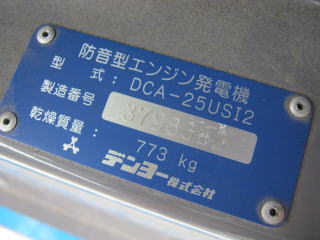 防音型エンジン発電機
型式: DCA-25USI2
製造番号
乾燥質量: 773 kg
デンヨー株式会社